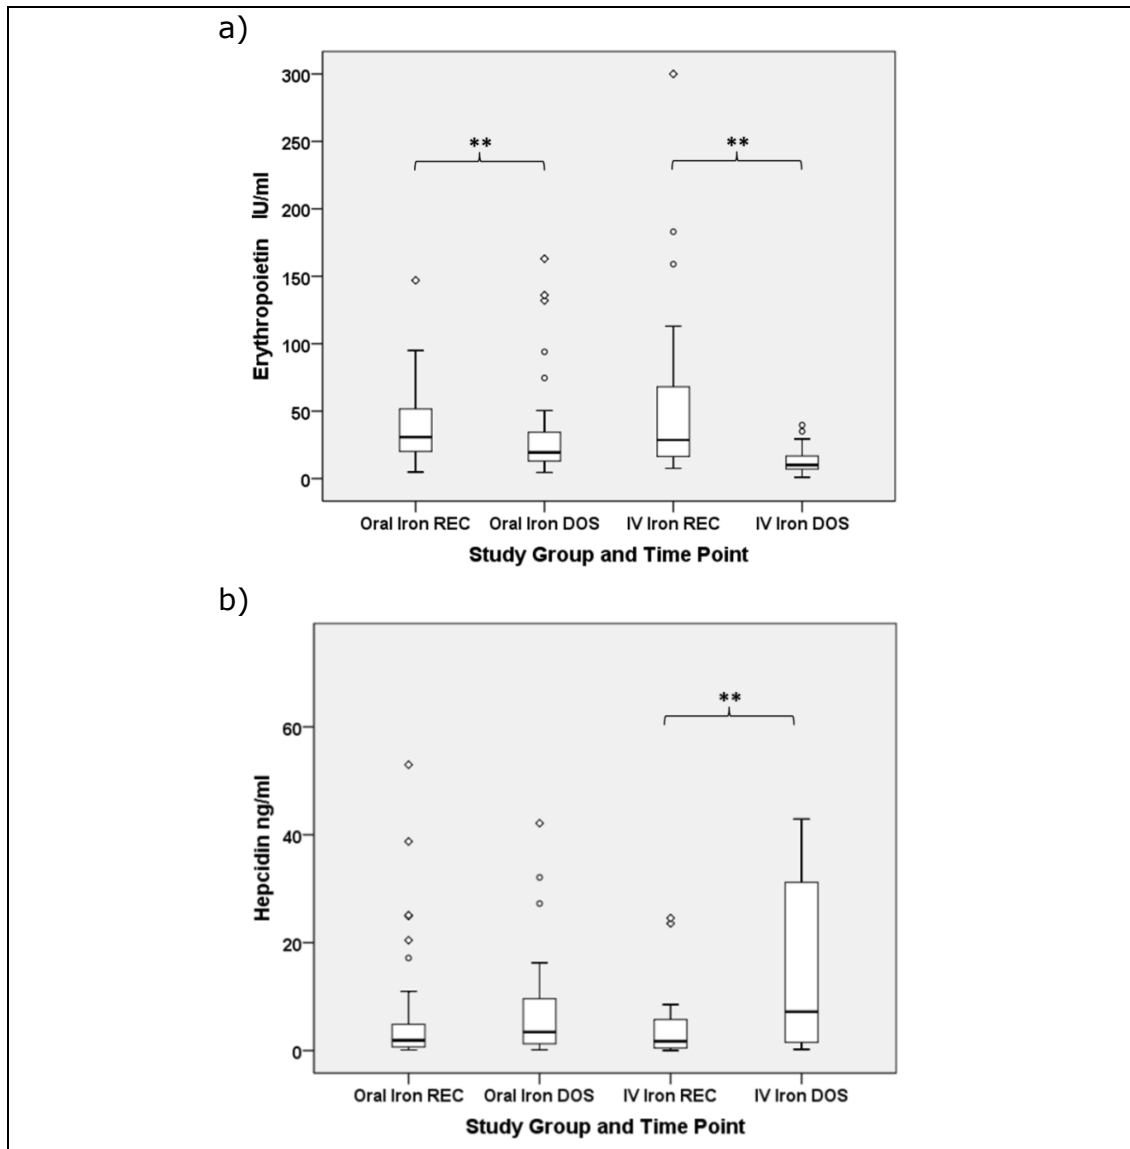 a)
300
250
200
150
100
50
0
Erythropoietin IU/ml
**
**
Oral Iron REC Oral Iron DOS IV Iron REC IV Iron DOS
Study Group and Time Point
b)
60
40
20
0
Hepcidin ng/ml
**
Oral Iron REC Oral Iron DOS IV Iron REC IV Iron DOS
Study Group and Time Point